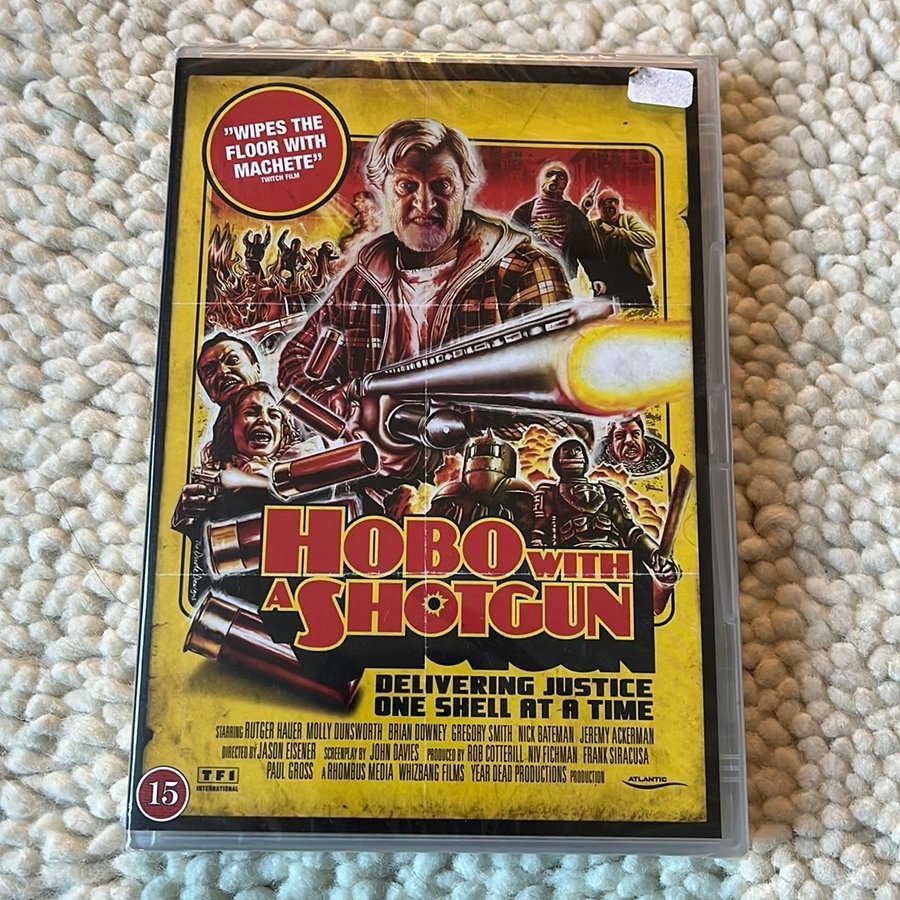 "WIPES THE
FLOOR WITH
MACHETE"
TWITCH FILM
HOBO WITH
A SHOTGUN
DELIVERING JUSTICE
ONE SHELL AT A TIME
STARRING RUTGER HAUER MOLLY DUNSWORTH BRIAN DOWNEY GREGORY SMITH NICK BATEMAN JEREMY ACKERMAN
DIRECTED BY JASON EISENER SCREENPLAY BY JOHN DAVIES PRODUCED BY ROB COTTERILL NIV FICHMAN FRANK SIRACUSA
PAUL GROSS A RHOMBUS MEDIA WHIZBANG FILMS YEAR DEAD PRODUCTIONS PRODUCTION
15
TF1
INTERNATIONAL
ATLANTIC